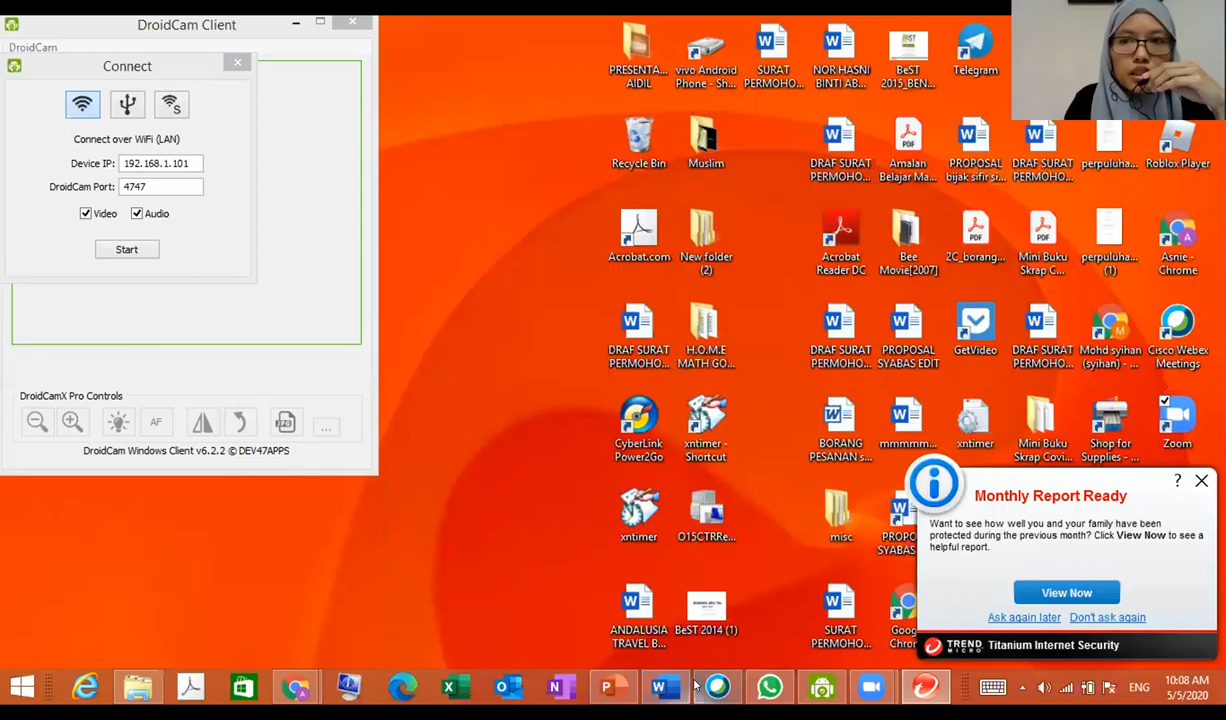 DroidCam Client
DroidCam
Connect
Connect over WiFi (LAN)
Device IP: 192.168.1.101
DroidCam Port: 4747
Video Audio
Start
DroidCamX Pro Controls
AF
...
DroidCam Windows Client v6.2.2 © DEV47APPS
PRESENTA...
AIDIL
vivo Android
Phone - Sh...
SURAT
PERMOHO...
NOR HASNI
BINTI AB...
BeST
2015_BEN...
Telegram
Recycle Bin
Muslim
DRAF SURAT
PERMOHO...
Amalan
Belajar Ma...
PROPOSAL
bijak sifir si...
DRAF SURAT
PERMOHO...
perpuluha...
Roblox Player
Acrobat.com
New folder
(2)
Acrobat
Reader DC
Bee
Movie[2007]
2C_borang...
Mini Buku
Skrap C...
perpuluha...
(1)
Asnie -
Chrome
DRAF SURAT
PERMOHO...
H.O.M.E
MATH GO...
DRAF SURAT
PERMOHO...
PROPOSAL
SYABAS EDIT
GetVideo
DRAF SURAT
PERMOHO...
Mohd syihan
(syihan) - ...
Cisco Webex
Meetings
CyberLink
Power2Go
xntimer -
Shortcut
BORANG
PESANAN s...
mmmmm...
xntimer
Mini Buku
Skrap Covi...
Shop for
Supplies - ...
Zoom
xntimer
O15CTRRe...
misc
PROPO
SYABAS
ANDALUSIA
TRAVEL B...
BeST 2014 (1)
SURAT
PERMOHO...
Goog
Chron
Monthly Report Ready
Want to see how well you and your family have been
protected during the previous month? Click View Now to see a
helpful report.
View Now
Ask again later Don't ask again
TREND MICRO Titanium Internet Security
ENG
10:08 AM
5/5/2020